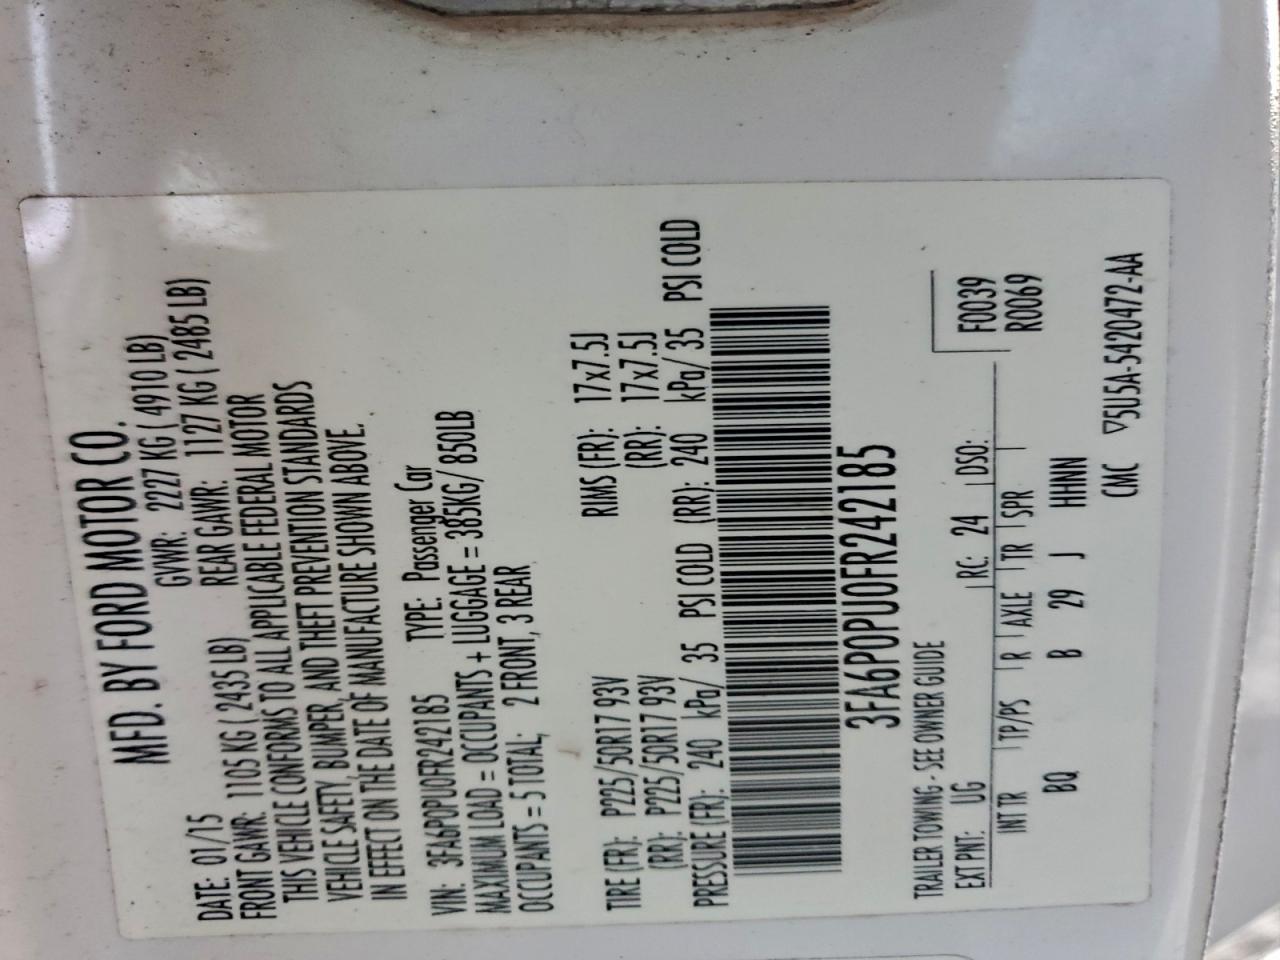 MFD. BY FORD MOTOR CO.
DATE: 01/15 GVWR: 2227 KG ( 4910 LB)
FRONT GAWR: 1105 KG ( 2435 LB) REAR GAWR: 1127 KG ( 2485 LB)
THIS VEHICLE CONFORMS TO ALL APPLICABLE FEDERAL MOTOR
VEHICLE SAFETY, BUMPER, AND THEFT PREVENTION STANDARDS
IN EFFECT ON THE DATE OF MANUFACTURE SHOWN ABOVE.
VIN: 3FA6P0PU0FR242185 TYPE: Passenger Car
MAXIMUM LOAD = OCCUPANTS + LUGGAGE = 385KG/ 850LB
OCCUPANTS = 5 TOTAL; 2 FRONT, 3 REAR
TIRE (FR): P225/50R17 93V RIMS (FR): 17x7.5J
(RR): P225/50R17 93V (RR): 17x7.5J
PRESSURE (FR): 240 kPa/ 35 PSI COLD (RR): 240 kPa/ 35 PSI COLD
3FA6P0PU0FR242185
TRAILER TOWING - SEE OWNER GUIDE
EXT PNT: UG RC: 24 DSO: F0039
R0069
INT TR TP/PS R AXLE TR SPR
BQ B 29 J HHNN
CMC ▽5U5A-5420472-AA